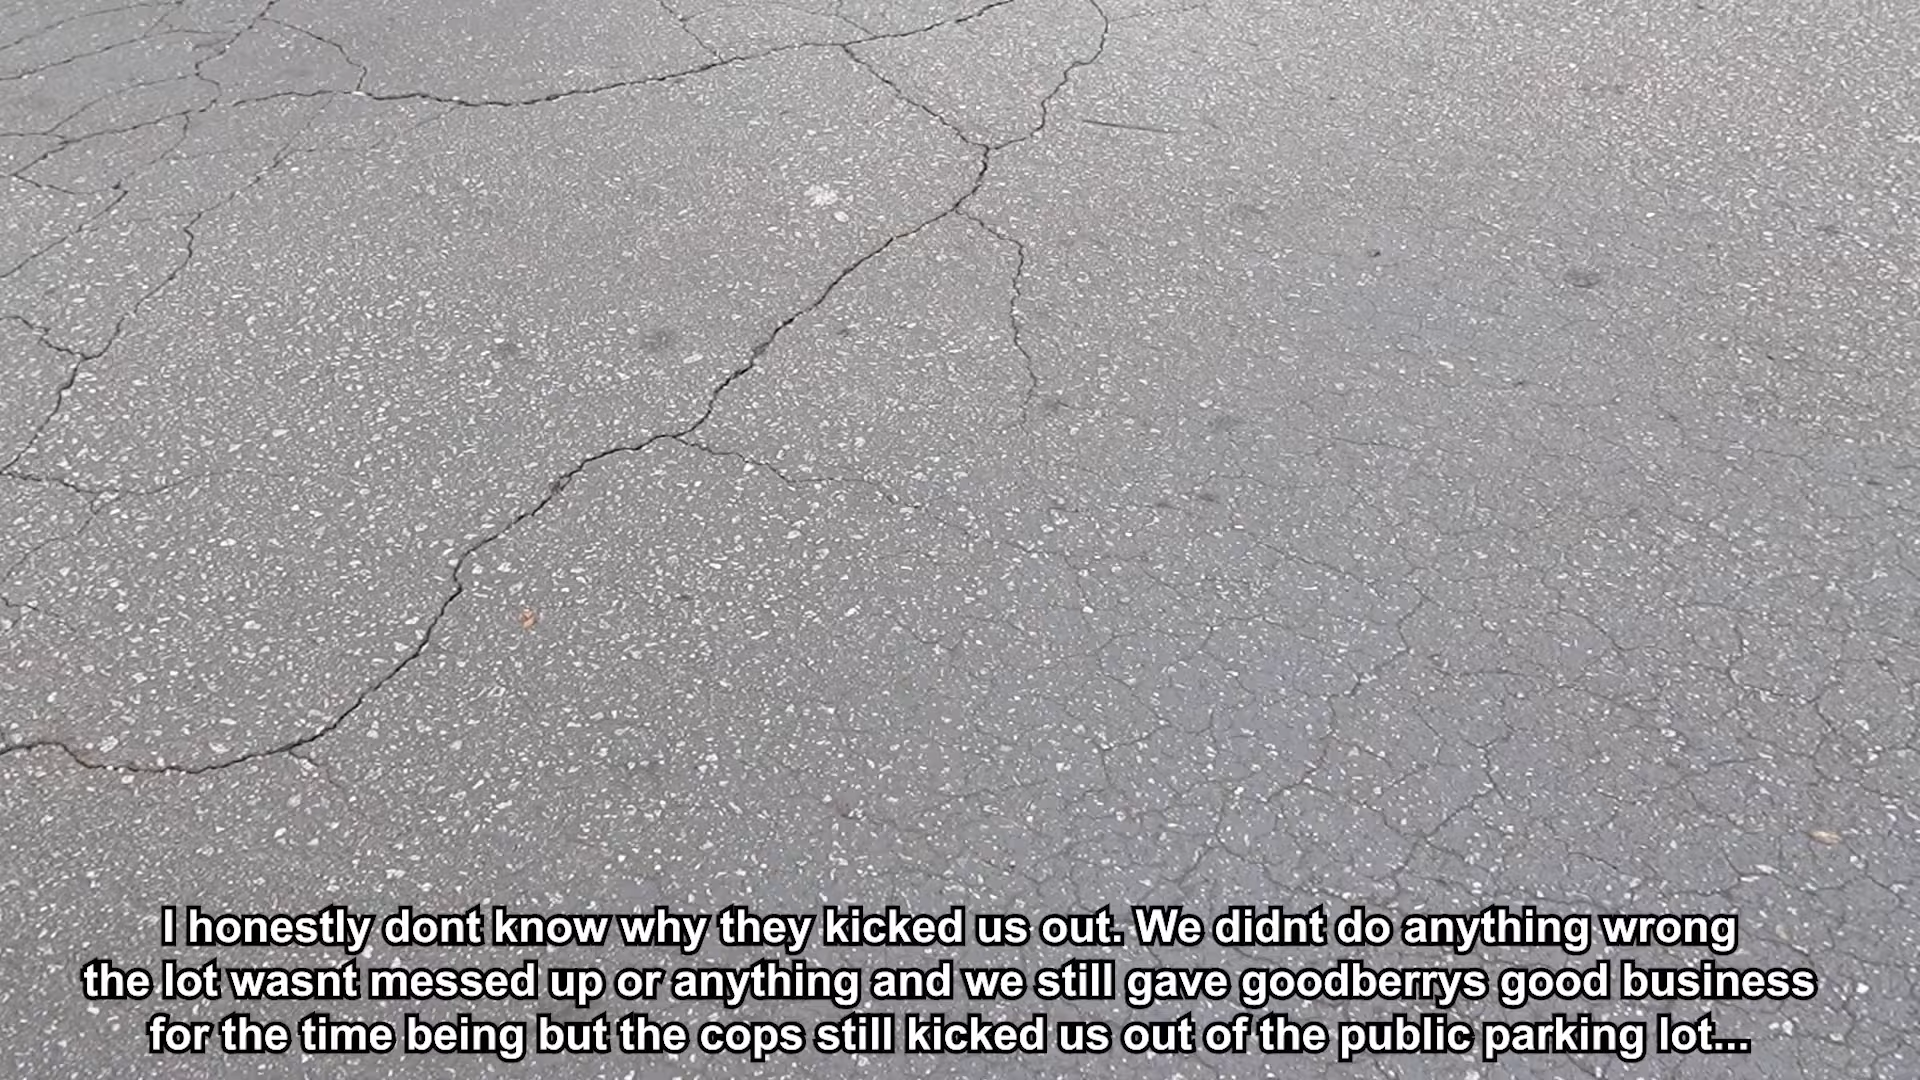 I honestly dont know why they kicked us out. We didnt do anything wrong
the lot wasnt messed up or anything and we still gave goodberrys good business
for the time being but the cops still kicked us out of the public parking lot...